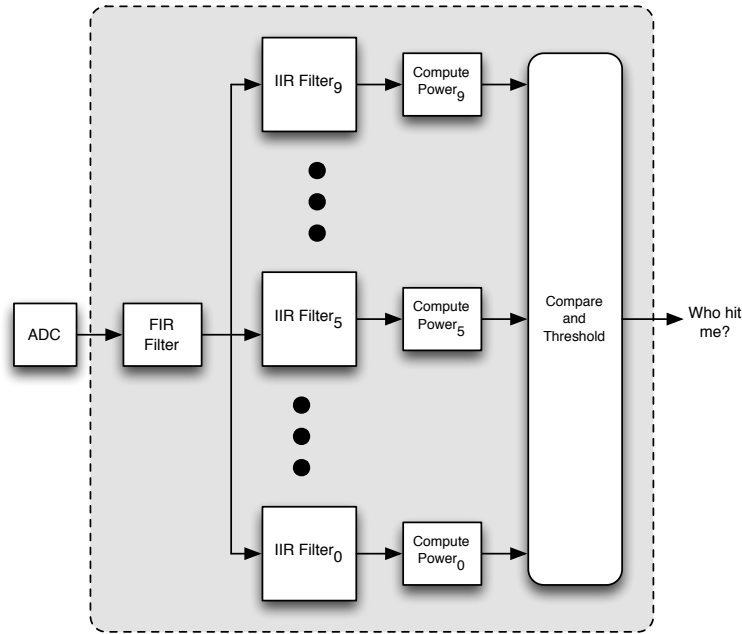 IIR Filter9
Compute
Power9
ADC
FIR
Filter
IIR Filter5
Compute
Power5
Compare
and
Threshold
Who hit
me?
IIR Filter0
Compute
Power0